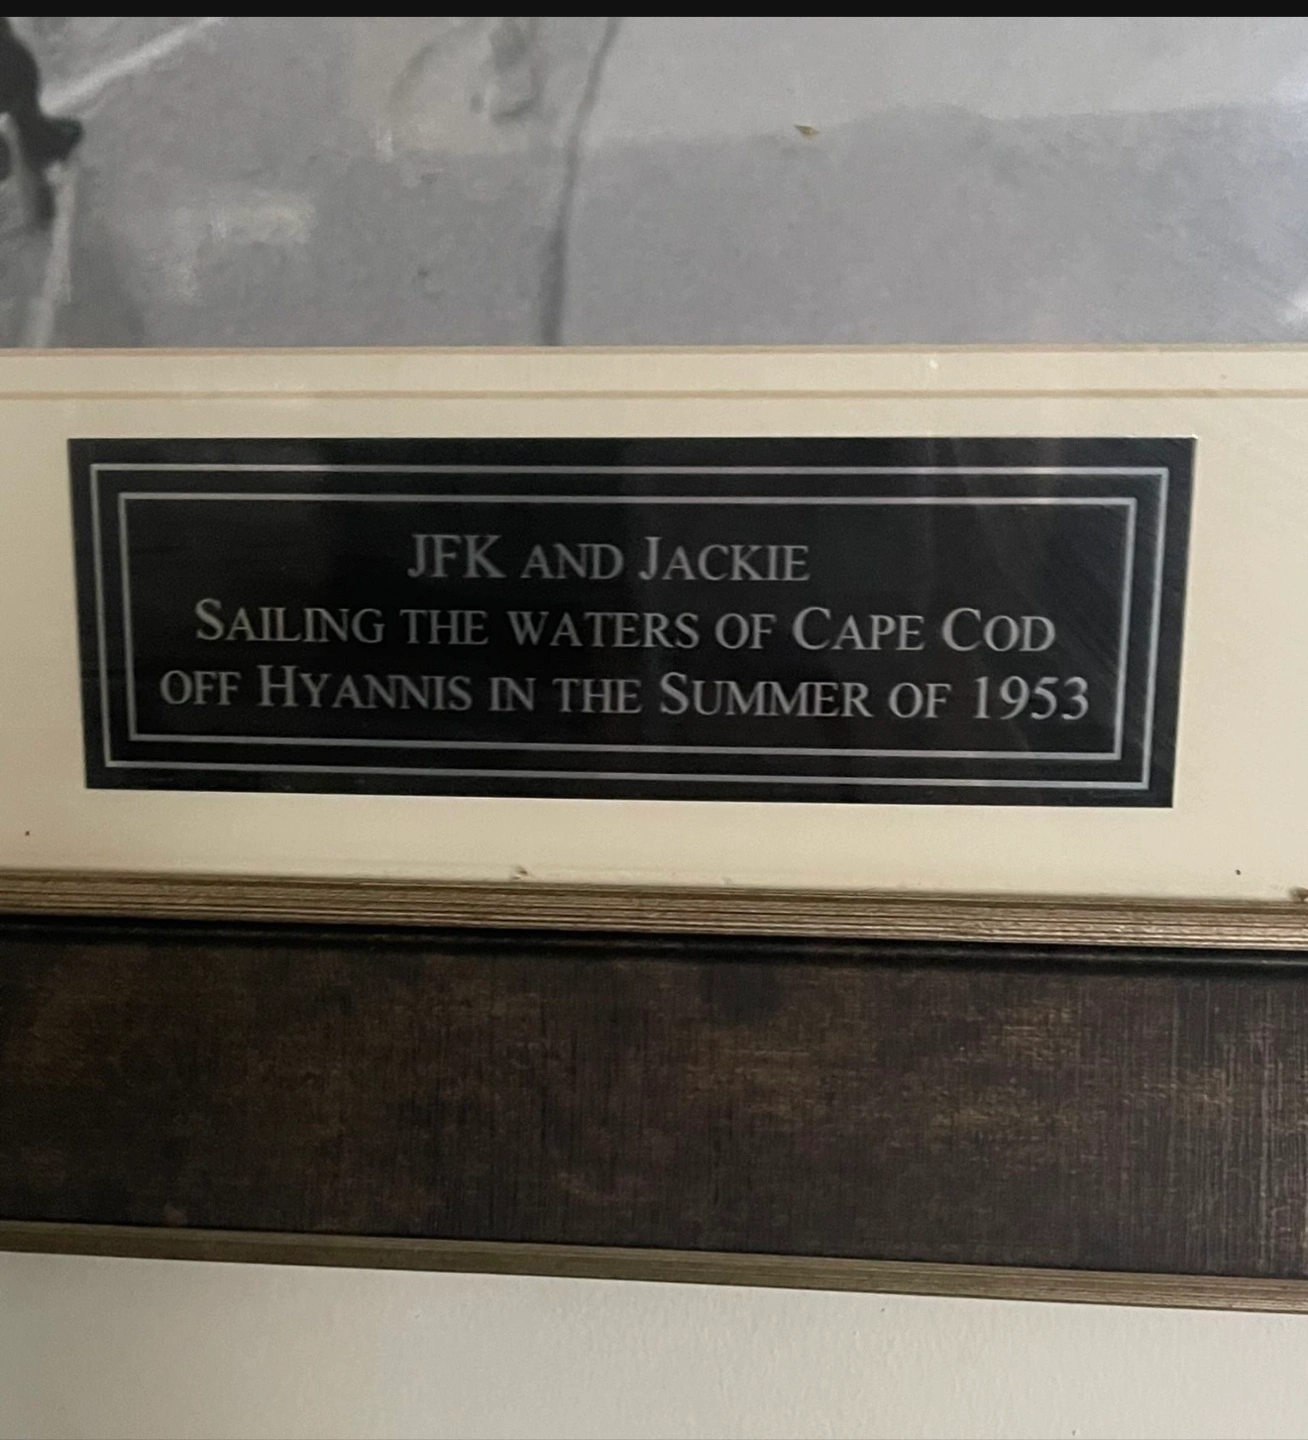 JFK AND JACKIE
SAILING THE WATERS OF CAPE COD
OFF HYANNIS IN THE SUMMER OF 1953